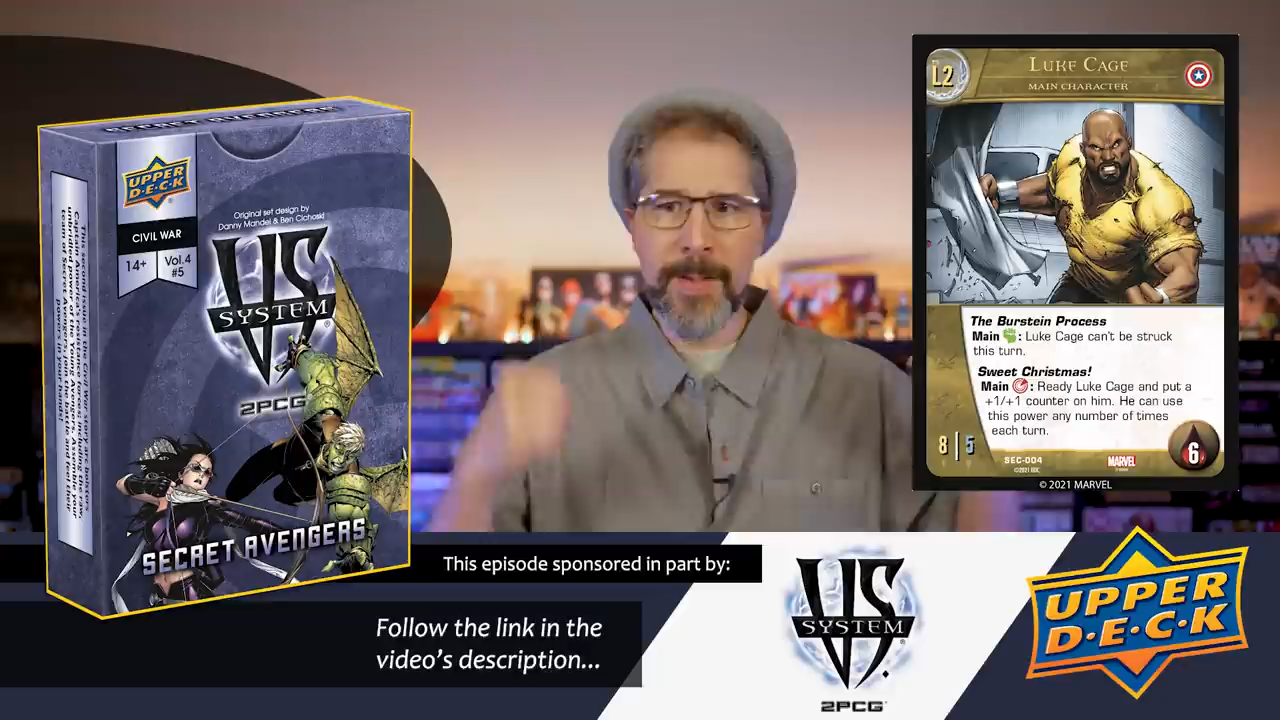 SECRET AVENGERS
UPPER
D·E·C·K
CIVIL WAR
14+
Vol.4
#5
Original set design by
Danny Mandel & Ben Cichoski
VS
SYSTEM
2PCG
SECRET AVENGERS
L2
LUKE CAGE
MAIN CHARACTER
The Burstein Process
Main : Luke Cage can't be struck
this turn.
Sweet Christmas!
Main : Ready Luke Cage and put a
+1/+1 counter on him. He can use
this power any number of times
each turn.
8 | 5
SEC-004
MARVEL
6
© 2021 MARVEL
This episode sponsored in part by:
Follow the link in the
video's description...
VS
SYSTEM
2PCG
UPPER
D·E·C·K